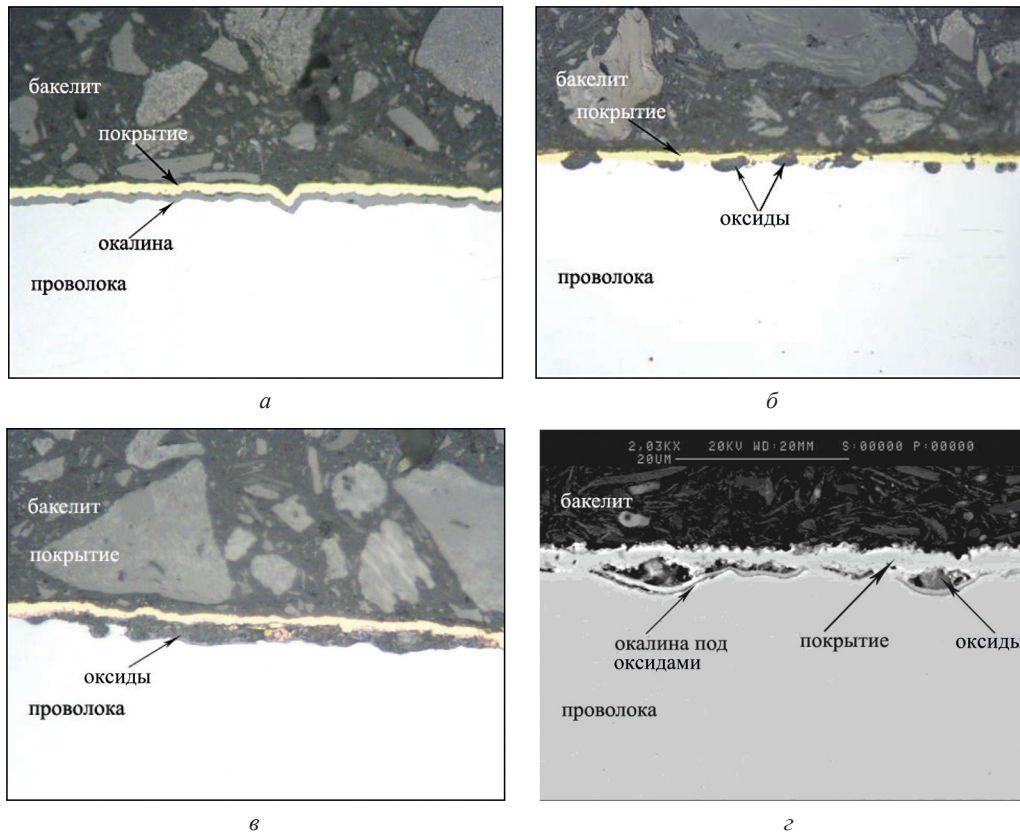 бакелит
покрытие
окалина
проволока
а
бакелит
покрытие
оксиды
проволока
б
бакелит
покрытие
оксиды
проволока
в
2,03KX 20KV WD:20MM S:00000 P:00000
20UM
бакелит
окалина под
оксидами
покрытие
оксиды
проволока
г